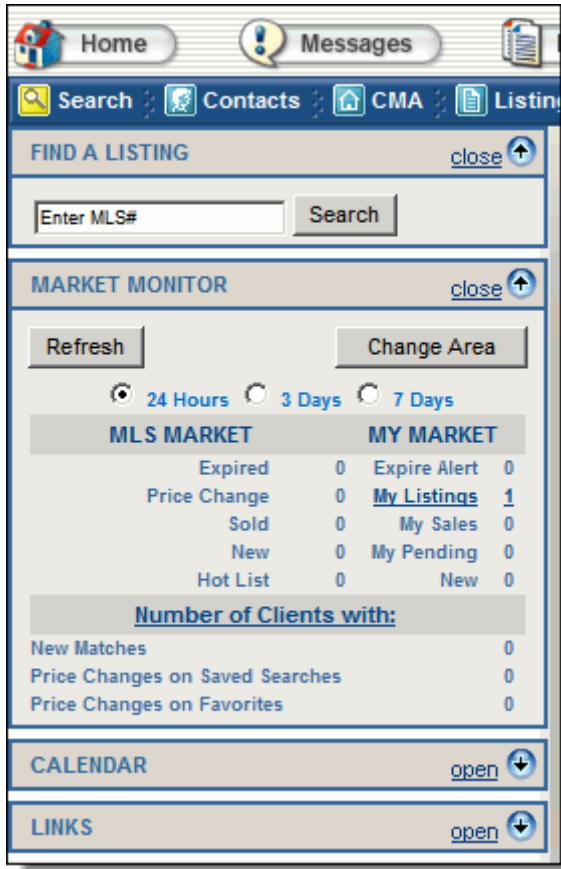 Home Messages
Search Contacts CMA Listin
FIND A LISTING close
Enter MLS# Search
MARKET MONITOR close
Refresh Change Area
24 Hours 3 Days 7 Days
MLS MARKET MY MARKET
Expired 0 Expire Alert 0
Price Change 0 My Listings 1
Sold 0 My Sales 0
New 0 My Pending 0
Hot List 0 New 0
Number of Clients with:
New Matches 0
Price Changes on Saved Searches 0
Price Changes on Favorites 0
CALENDAR open
LINKS open